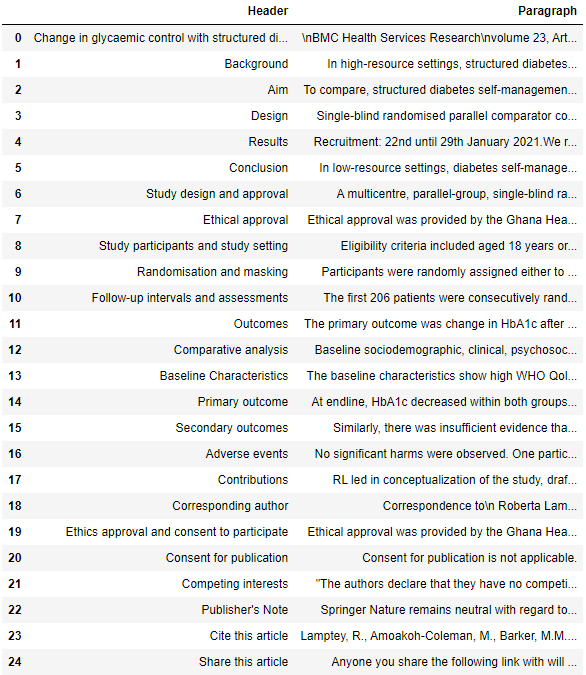 Header Paragraph
0 Change in glycaemic control with structured di... \nBMC Health Services Research\nvolume 23, Art...
1 Background In high-resource settings, structured diabetes...
2 Aim To compare, structured diabetes self-managemen...
3 Design Single-blind randomised parallel comparator co...
4 Results Recruitment: 22nd until 29th January 2021.We r...
5 Conclusion In low-resource settings, diabetes self-manage...
6 Study design and approval A multicentre, parallel-group, single-blind ra...
7 Ethical approval Ethical approval was provided by the Ghana Hea...
8 Study participants and study setting Eligibility criteria included aged 18 years or...
9 Randomisation and masking Participants were randomly assigned either to ...
10 Follow-up intervals and assessments The first 206 patients were consecutively rand...
11 Outcomes The primary outcome was change in HbA1c after ...
12 Comparative analysis Baseline sociodemographic, clinical, psychosoc...
13 Baseline Characteristics The baseline characteristics show high WHO Qol...
14 Primary outcome At endline, HbA1c decreased within both groups...
15 Secondary outcomes Similarly, there was insufficient evidence tha...
16 Adverse events No significant harms were observed. One partic...
17 Contributions RL led in conceptualization of the study, draf...
18 Corresponding author Correspondence to\n Roberta Lam...
19 Ethics approval and consent to participate Ethical approval was provided by the Ghana Hea...
20 Consent for publication Consent for publication is not applicable.
21 Competing interests "The authors declare that they have no competi...
22 Publisher's Note Springer Nature remains neutral with regard to...
23 Cite this article Lamptey, R., Amoakoh-Coleman, M., Barker, M.M....
24 Share this article Anyone you share the following link with will ...